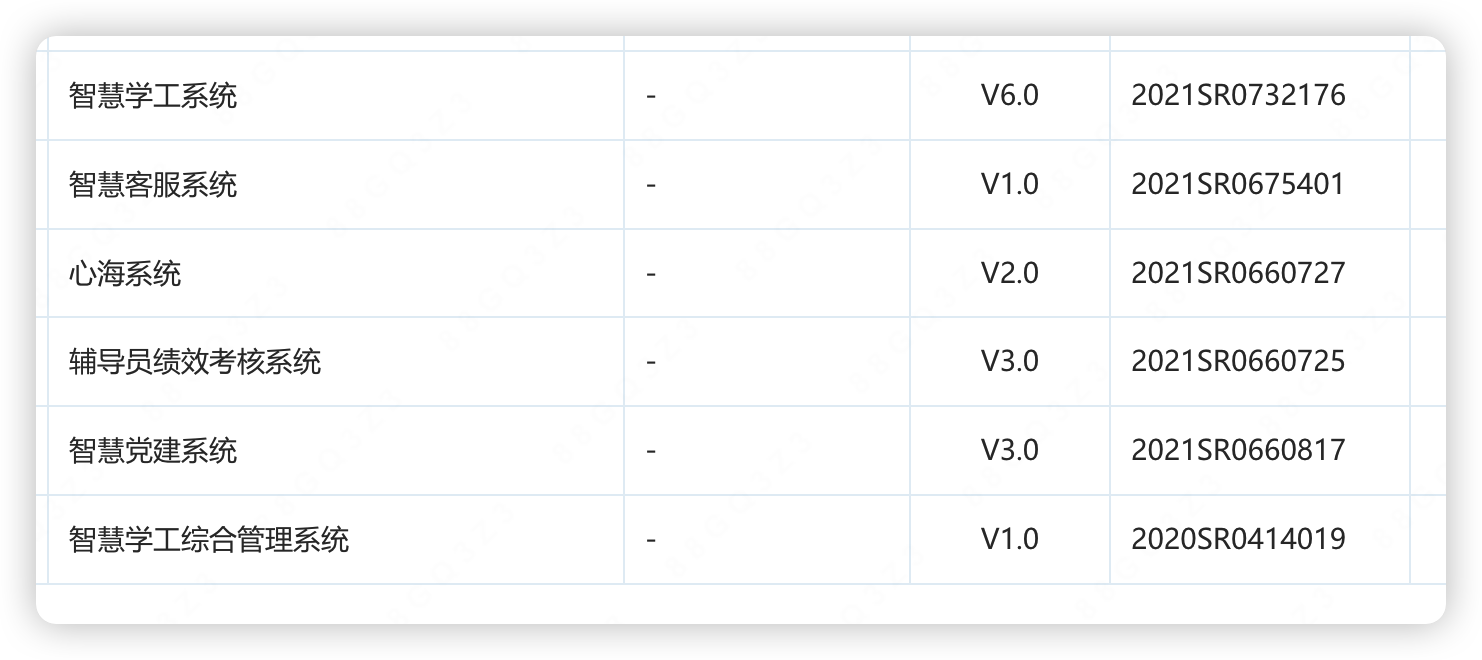 智慧学工系统 - V6.0 2021SR0732176
智慧客服系统 - V1.0 2021SR0675401
心海系统 - V2.0 2021SR0660727
辅导员绩效考核系统 - V3.0 2021SR0660725
智慧党建系统 - V3.0 2021SR0660817
智慧学工综合管理系统 - V1.0 2020SR0414019